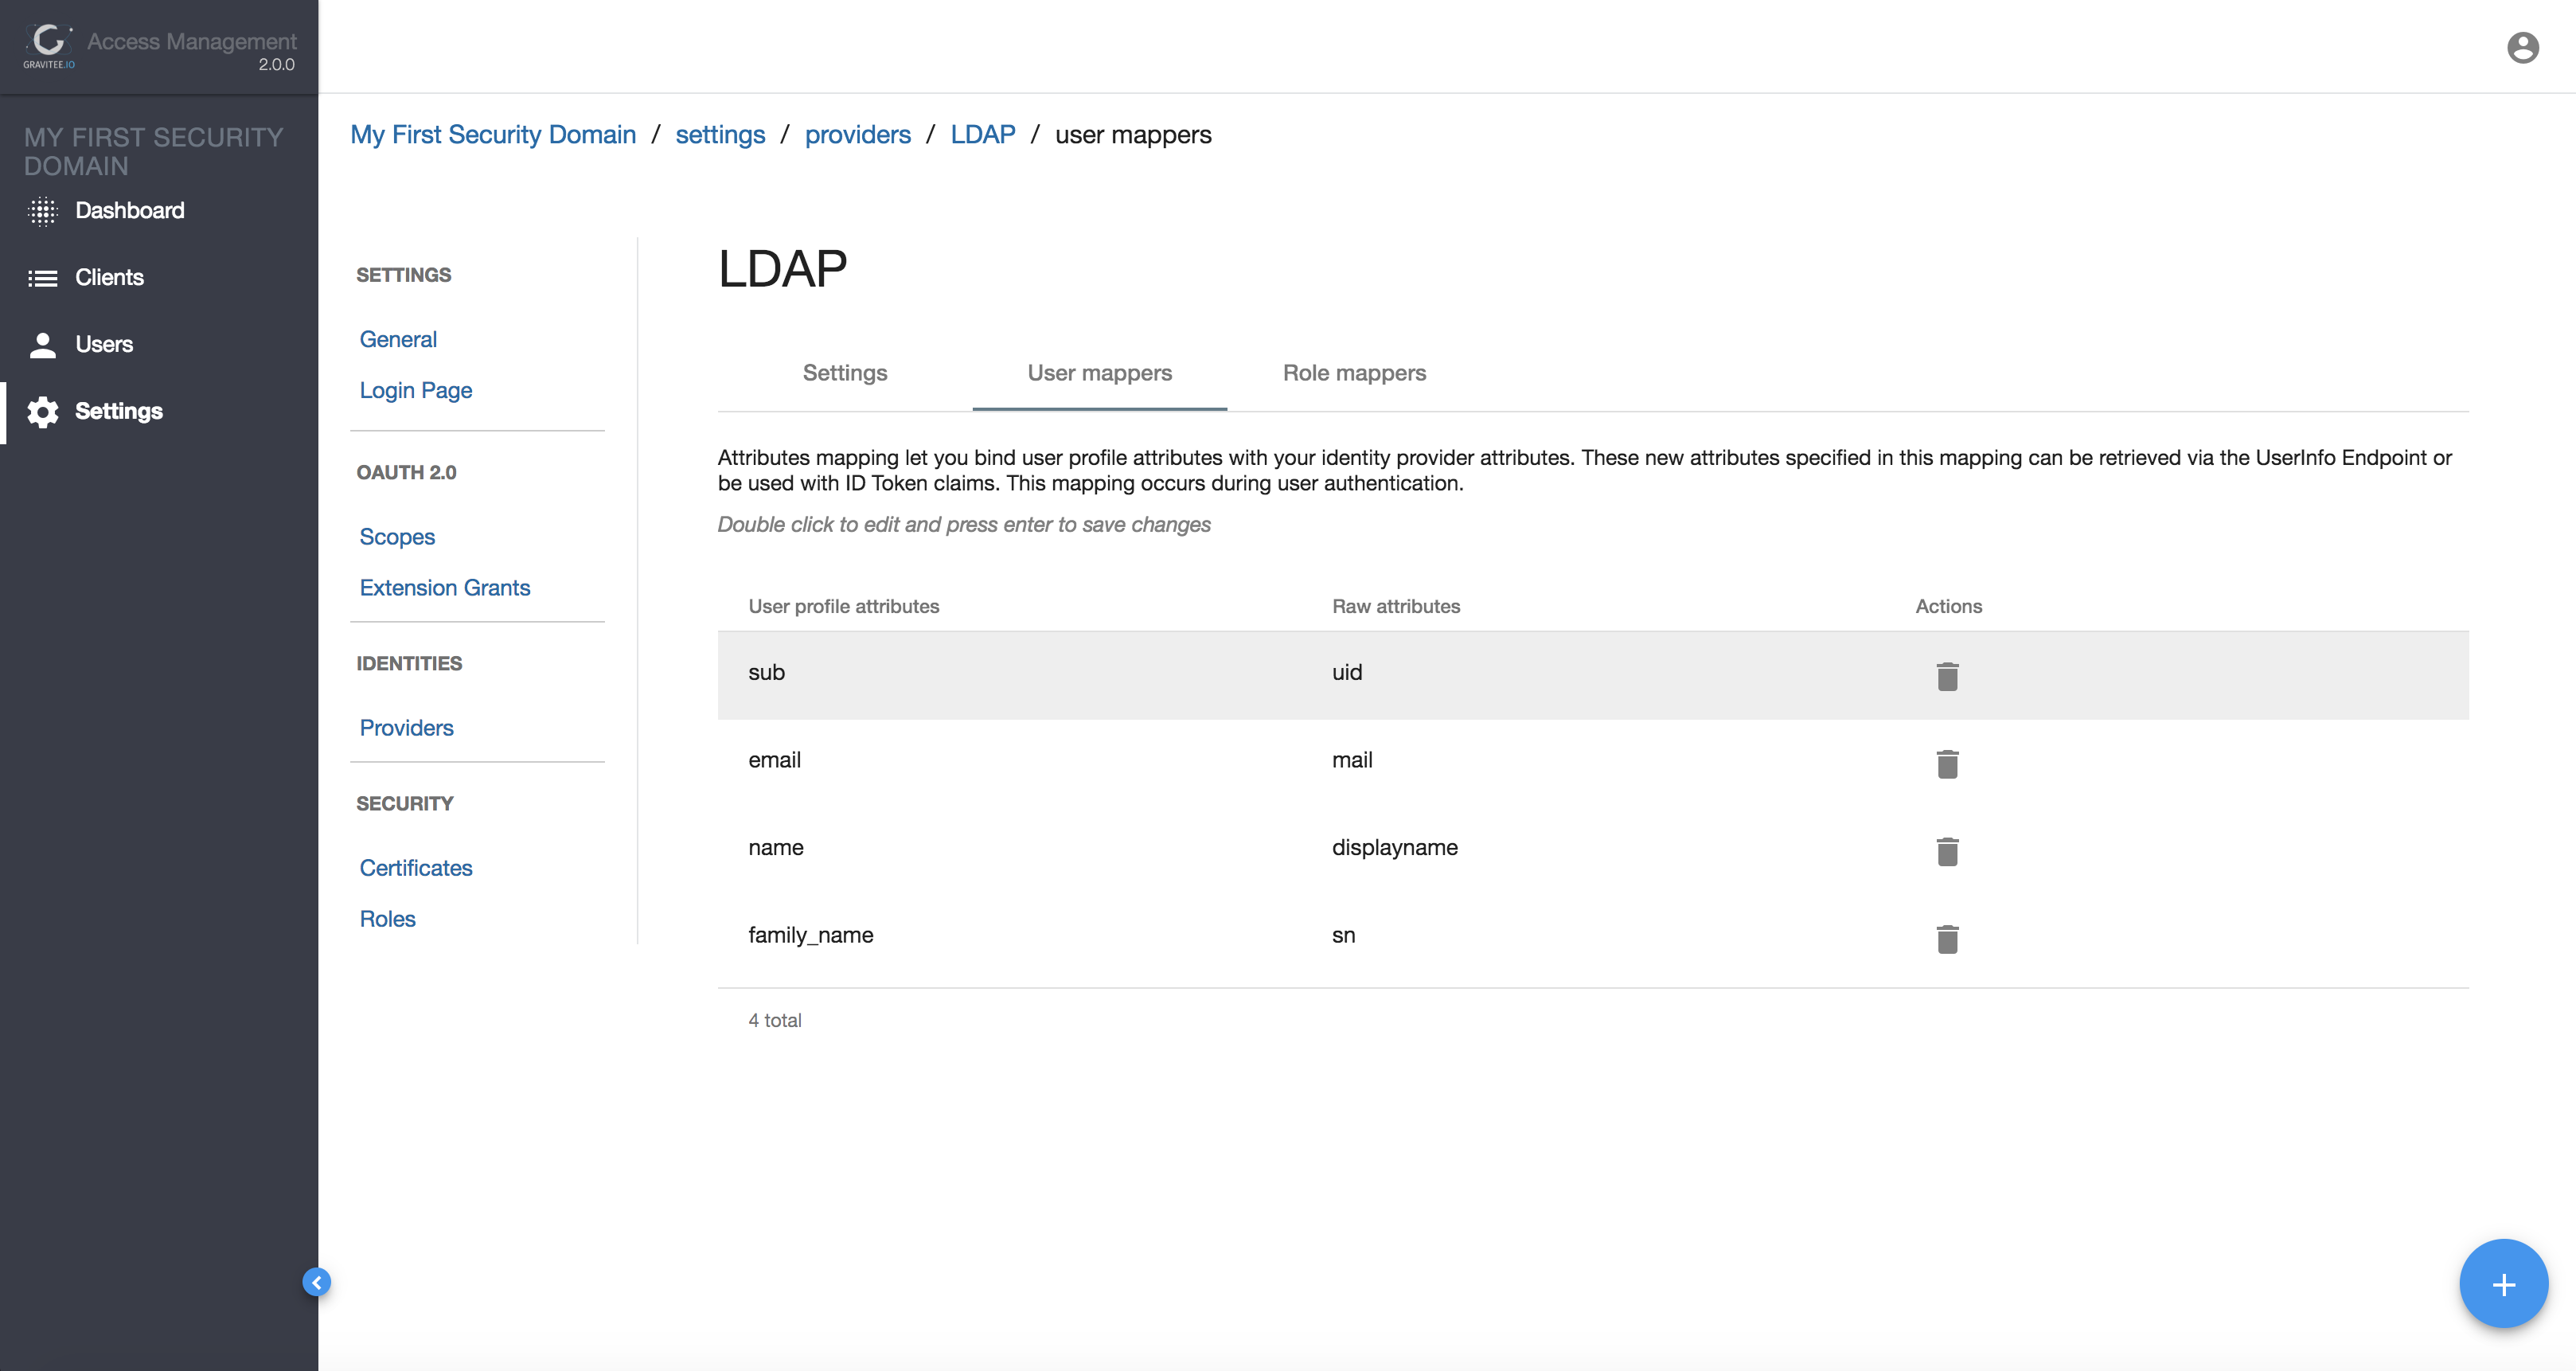 GRAVITEE.IO
Access Management
2.0.0
MY FIRST SECURITY
DOMAIN
Dashboard
Clients
Users
Settings
My First Security Domain / settings / providers / LDAP / user mappers
SETTINGS
General
Login Page
OAUTH 2.0
Scopes
Extension Grants
IDENTITIES
Providers
SECURITY
Certificates
Roles
LDAP
Settings User mappers Role mappers
Attributes mapping let you bind user profile attributes with your identity provider attributes. These new attributes specified in this mapping can be retrieved via the UserInfo Endpoint or
be used with ID Token claims. This mapping occurs during user authentication.
Double click to edit and press enter to save changes
User profile attributes Raw attributes Actions
sub uid
email mail
name displayname
family_name sn
4 total